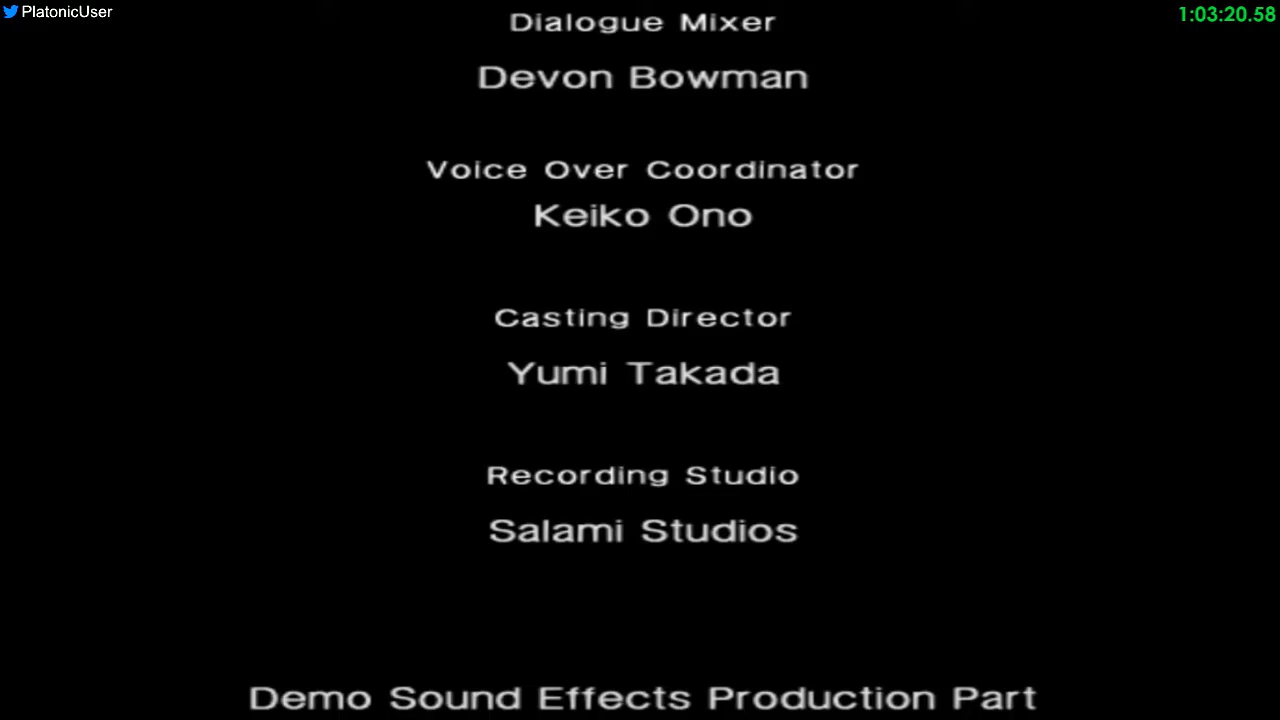 PlatonicUser
1:03:20.58
Dialogue Mixer
Devon Bowman
Voice Over Coordinator
Keiko Ono
Casting Director
Yumi Takada
Recording Studio
Salami Studios
Demo Sound Effects Production Part